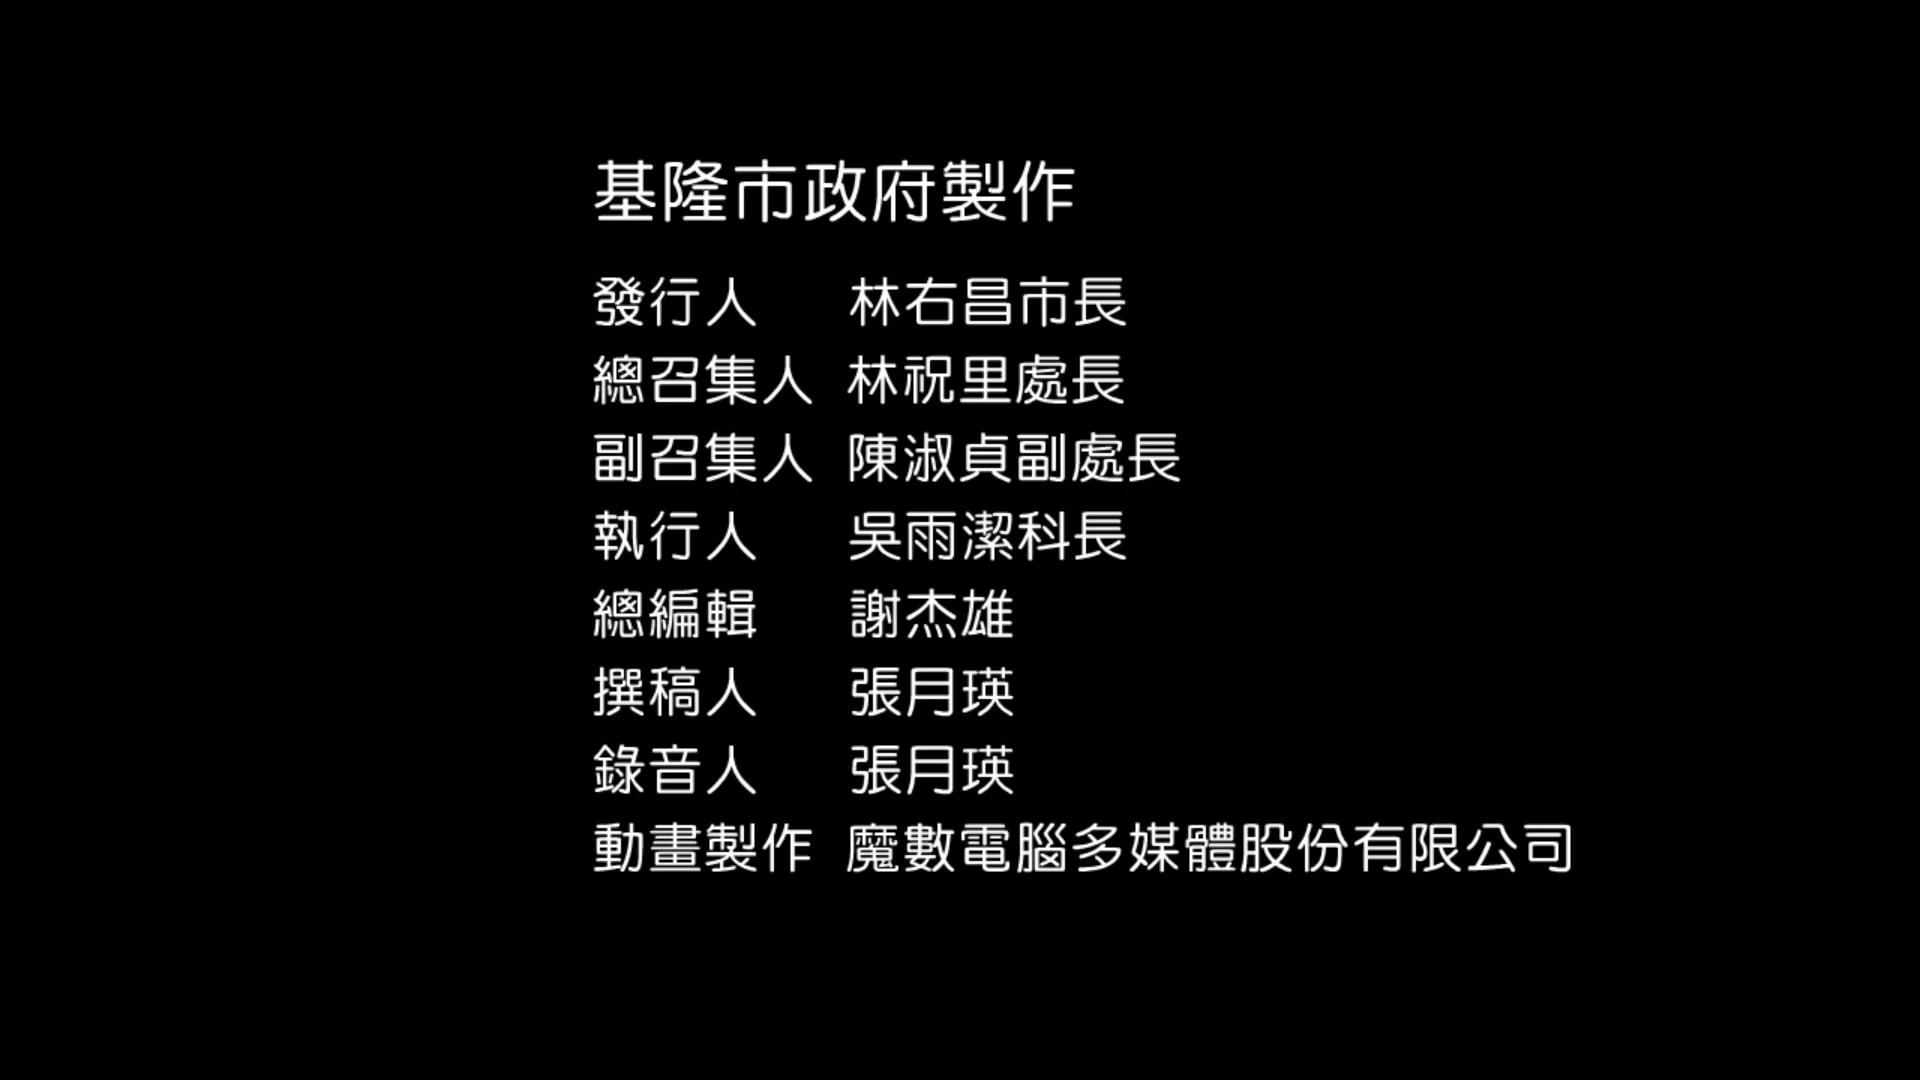 基隆市政府製作
發行人 林右昌市長
總召集人 林祝里處長
副召集人 陳淑貞副處長
執行人 吳雨潔科長
總編輯 謝杰雄
撰稿人 張月瑛
錄音人 張月瑛
動畫製作 魔數電腦多媒體股份有限公司